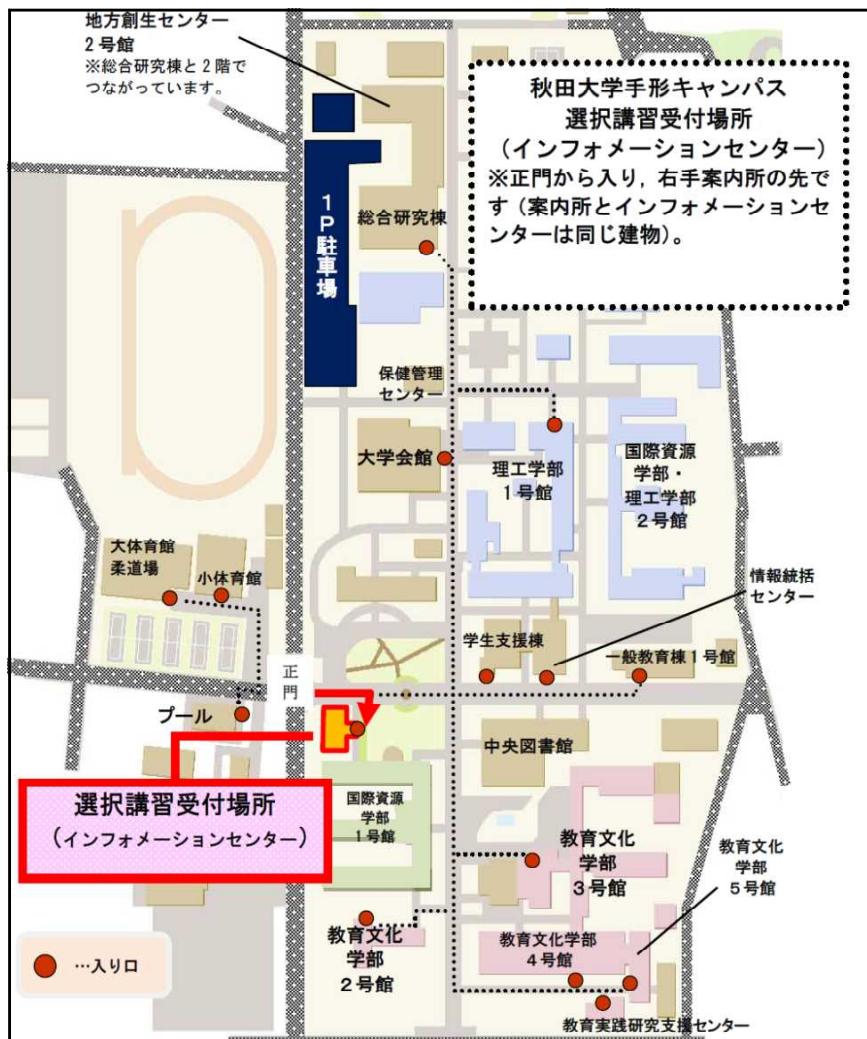 地方創生センター
2号館
※総合研究棟と2階で
つながっています。
秋田大学手形キャンパス
選択講習受付場所
（インフォメーションセンター）
※正門から入り，右手案内所の先で
す（案内所とインフォメーションセ
ンターは同じ建物）。
1P駐車場
総合研究棟
保健管理
センター
大学会館
理工学部
1号館
国際資源
学部・
理工学部
2号館
大体育館
柔道場
小体育館
情報統括
センター
学生支援棟
一般教育棟1号館
正門
プール
中央図書館
選択講習受付場所
（インフォメーションセンター）
国際資源
学部
1号館
教育文化
学部
3号館
教育文化
学部
5号館
教育文化
学部
2号館
教育文化学部
4号館
…入り口
教育実践研究支援センター